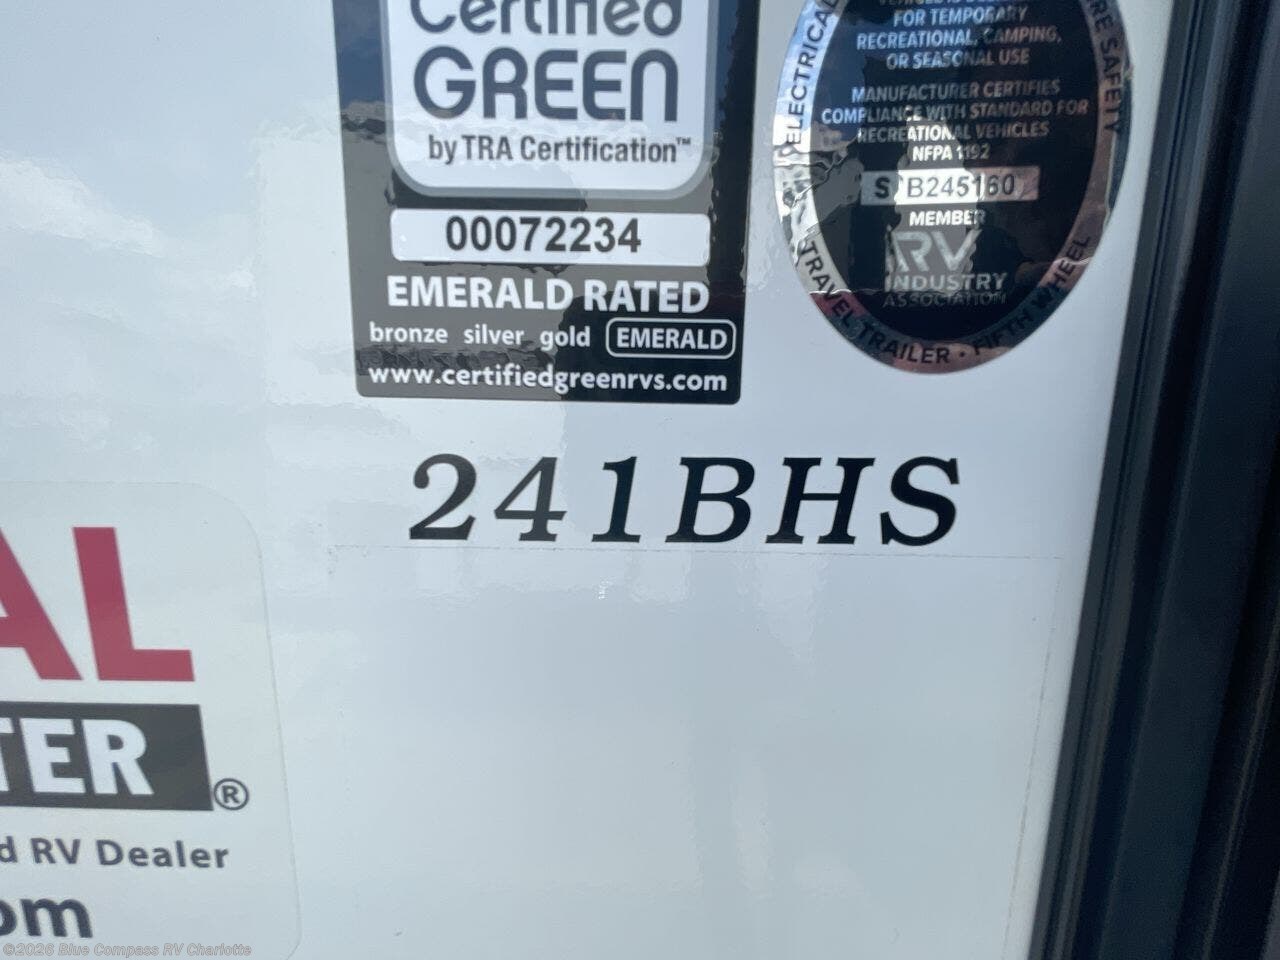 Certified
GREEN
by TRA Certification™
00072234
EMERALD RATED
bronze silver gold EMERALD
www.certifiedgreenrvs.com
ELECTRICAL
FOR TEMPORARY
RECREATIONAL, CAMPING,
OR SEASONAL USE
MANUFACTURER CERTIFIES
COMPLIANCE WITH STANDARD FOR
RECREATIONAL VEHICLES
NFPA 1192
S B245160
MEMBER
RV
INDUSTRY
ASSOCIATION
SAFETY
TRAVEL TRAILER • FIFTH WHEEL
241BHS
AL
TER®
d RV Dealer
om
©2026 Blue Compass RV Charlotte